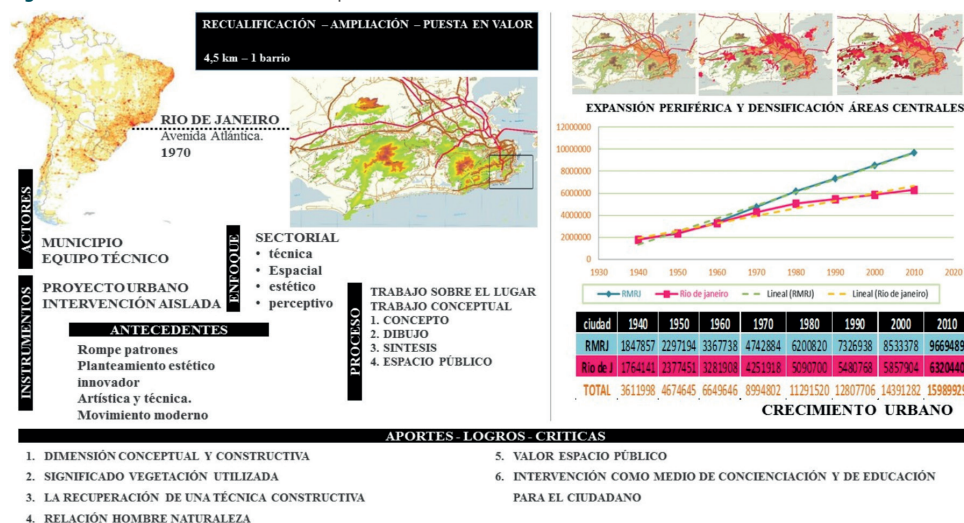 RECUALIFICACIÓN – AMPLIACIÓN – PUESTA EN VALOR
4,5 km – 1 barrio
RIO DE JANEIRO
Avenida Atlántica.
1970
ACTORES
MUNICIPIO
EQUIPO TÉCNICO
INSTRUMENTOS
PROYECTO URBANO
INTERVENCIÓN AISLADA
ANTECEDENTES
Rompe patrones
Planteamiento estético
innovador
Artística y técnica.
Movimiento moderno
ENFOQUE
SECTORIAL
• técnica
• Espacial
• estético
• perceptivo
PROCESO
TRABAJO SOBRE EL LUGAR
TRABAJO CONCEPTUAL
1. CONCEPTO
2. DIBUJO
3. SINTESIS
4. ESPACIO PÚBLICO
EXPANSIÓN PERIFÉRICA Y DENSIFICACIÓN ÁREAS CENTRALES
12000000
10000000
8000000
6000000
4000000
2000000
0
1930 1940 1950 1960 1970 1980 1990 2000 2010 2020
RMRJ Rio de janeiro Lineal (RMRJ) Lineal (Rio de janeiro)
ciudad 1940 1950 1960 1970 1980 1990 2000 2010
RMRJ 1847857 2297194 3367738 4742884 6200820 7326938 8533378 9669489
Rio de J 1764141 2377451 3281908 4251918 5090700 5480768 5857904 6320440
TOTAL 3611998 4674645 6649646 8994802 11291520 12807706 14391282 15989929
CRECIMIENTO URBANO
APORTES - LOGROS - CRITICAS
1. DIMENSIÓN CONCEPTUAL Y CONSTRUCTIVA
2. SIGNIFICADO VEGETACIÓN UTILIZADA
3. LA RECUPERACIÓN DE UNA TÉCNICA CONSTRUCTIVA
4. RELACIÓN HOMBRE NATURALEZA
5. VALOR ESPACIO PÚBLICO
6. INTERVENCIÓN COMO MEDIO DE CONCIENCIACIÓN Y DE EDUCACIÓN
PARA EL CIUDADANO